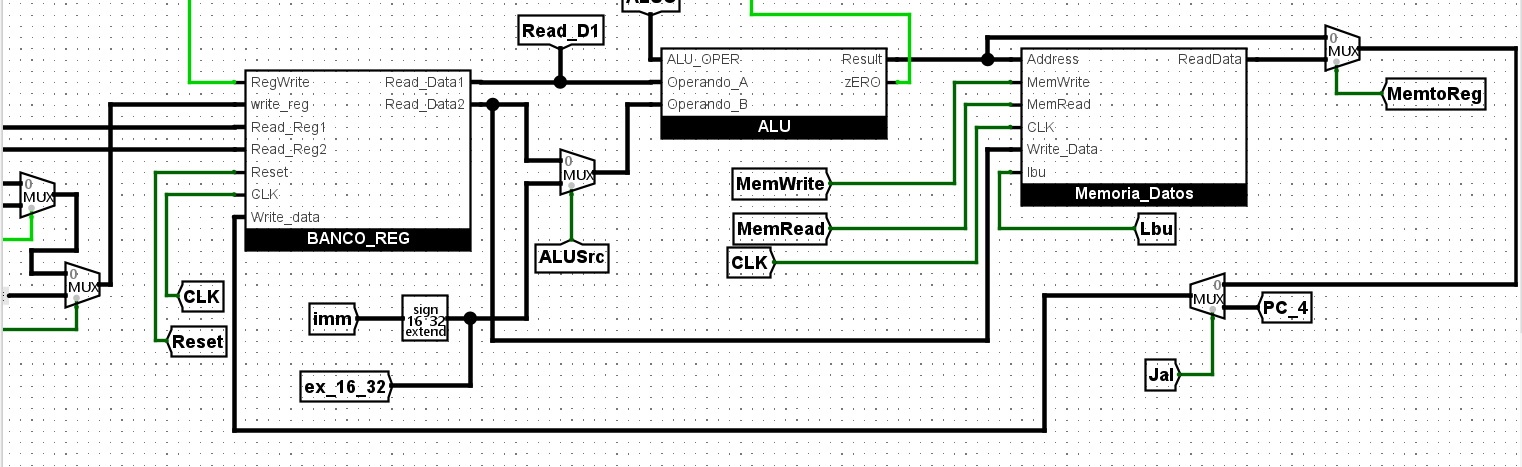 Read_D1
RegWrite
write_reg
Read_Reg1
Read_Reg2
Reset
CLK
Write_data
Read_Data1
Read_Data2
BANCO_REG
ALU_OPER
Operando_A
Operando_B
Result
zERO
ALU
Address
MemWrite
MemRead
CLK
Write_Data
lbu
ReadData
Memoria_Datos
0
MUX
MemtoReg
0
MUX
0
MUX
0
MUX
ALUSrc
MemWrite
MemRead
CLK
Lbu
CLK
Reset
imm
sign
16_32
extend
ex_16_32
0
MUX
PC_4
Jal